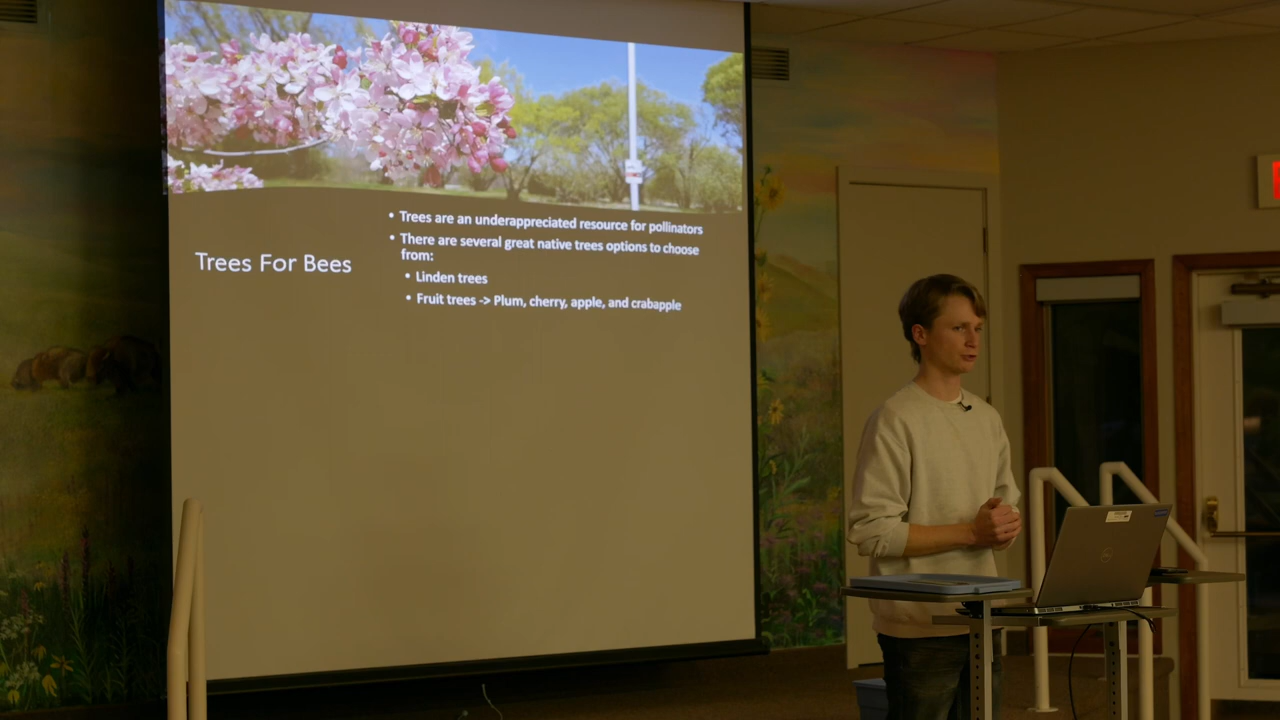 Trees For Bees
• Trees are an underappreciated resource for pollinators
• There are several great native trees options to choose
from:
• Linden trees
• Fruit trees -> Plum, cherry, apple, and crabapple